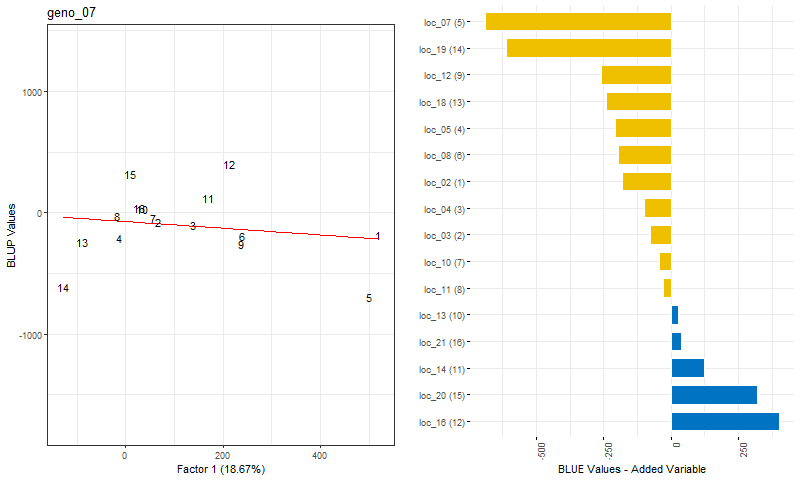 geno_07
BLUP Values
1000
0
-1000
15
12
11
16
10
8
7
2
3
4
13
6
9
1
14
5
0
200
400
Factor 1 (18.67%)
loc_07 (5)
loc_19 (14)
loc_12 (9)
loc_18 (13)
loc_05 (4)
loc_08 (6)
loc_02 (1)
loc_04 (3)
loc_03 (2)
loc_10 (7)
loc_11 (8)
loc_13 (10)
loc_21 (16)
loc_14 (11)
loc_20 (15)
loc_16 (12)
-500
-250
0
250
BLUE Values - Added Variable